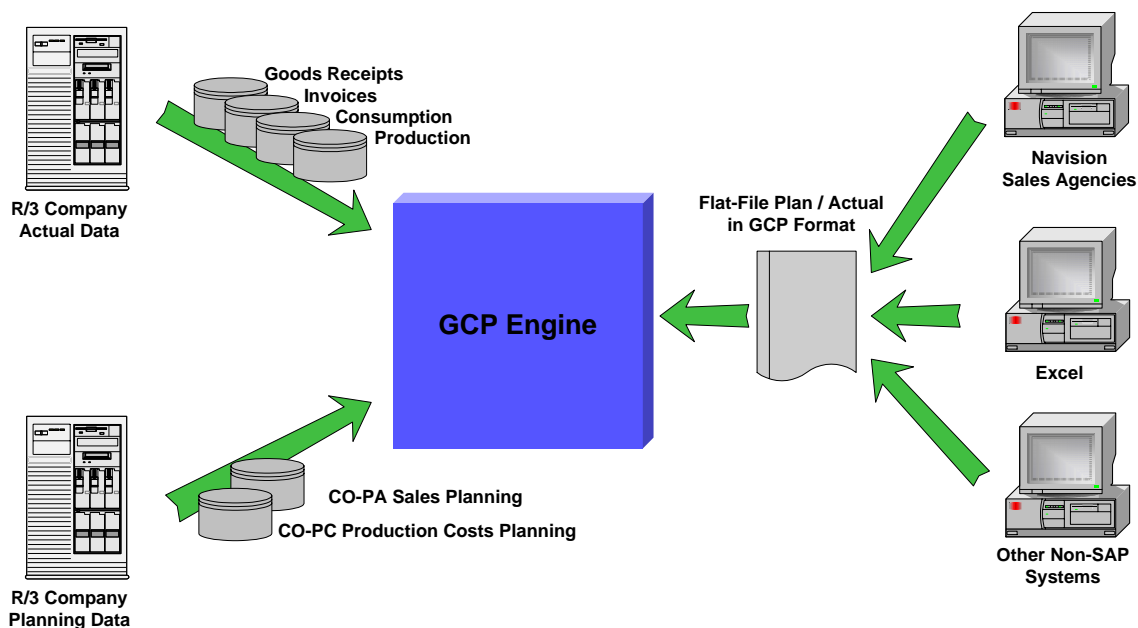 Goods Receipts
Invoices
Consumption
Production
R/3 Company
Actual Data
Navision
Sales Agencies
Flat-File Plan / Actual
in GCP Format
GCP Engine
Excel
CO-PA Sales Planning
CO-PC Production Costs Planning
R/3 Company
Planning Data
Other Non-SAP
Systems